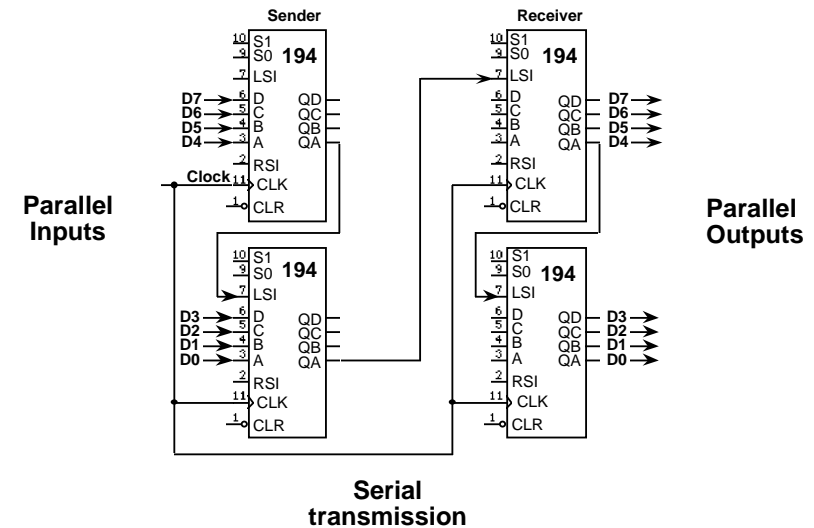 Sender
Receiver
10 S1
9 S0
194
7 LSI
D7 6 D QD
D6 5 C QC
D5 4 B QB
D4 3 A QA
2 RSI
Clock 11 CLK
1 CLR
10 S1
9 S0
194
7 LSI
6 D QD D7
5 C QC D6
4 B QB D5
3 A QA D4
2 RSI
11 CLK
1 CLR
Parallel
Inputs
Parallel
Outputs
10 S1
9 S0
194
7 LSI
D3 6 D QD
D2 5 C QC
D1 4 B QB
D0 3 A QA
2 RSI
11 CLK
1 CLR
10 S1
9 S0
194
7 LSI
6 D QD D3
5 C QC D2
4 B QB D1
3 A QA D0
2 RSI
11 CLK
1 CLR
Serial
transmission